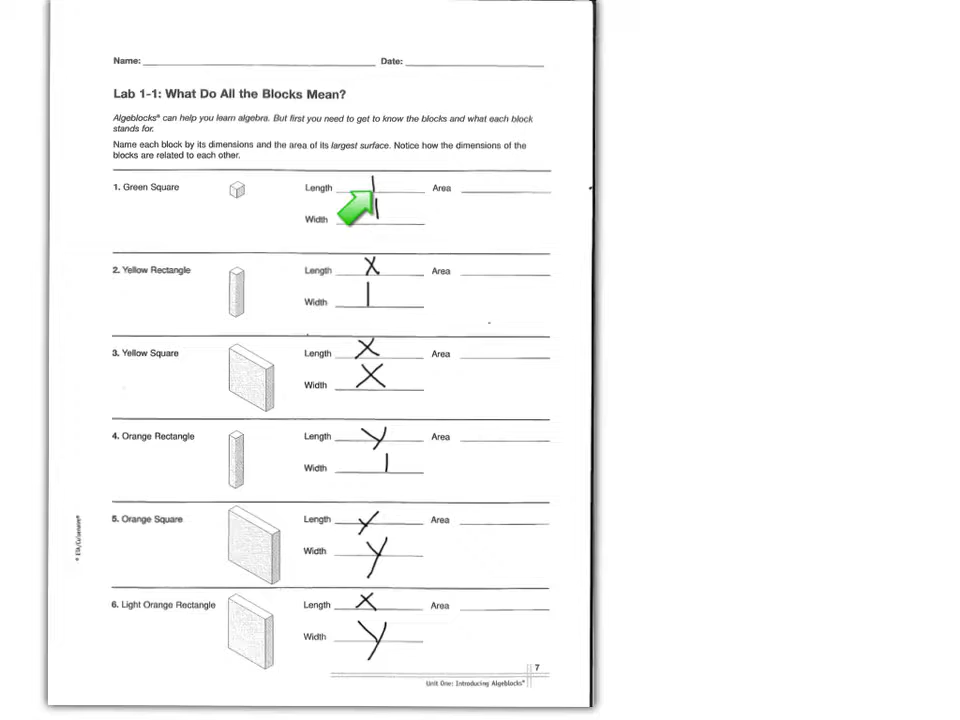 Name: Date:
Lab 1-1: What Do All the Blocks Mean?
Algeblocks® can help you learn algebra. But first you need to get to know the blocks and what each block
stands for.
Name each block by its dimensions and the area of its largest surface. Notice how the dimensions of the
blocks are related to each other.
1. Green Square Length 1 Area
Width 1
2. Yellow Rectangle Length x Area
Width 1
3. Yellow Square Length x Area
Width x
4. Orange Rectangle Length y Area
Width 1
5. Orange Square Length y Area
Width y
6. Light Orange Rectangle Length x Area
Width y
7
Unit One: Introducing Algeblocks®